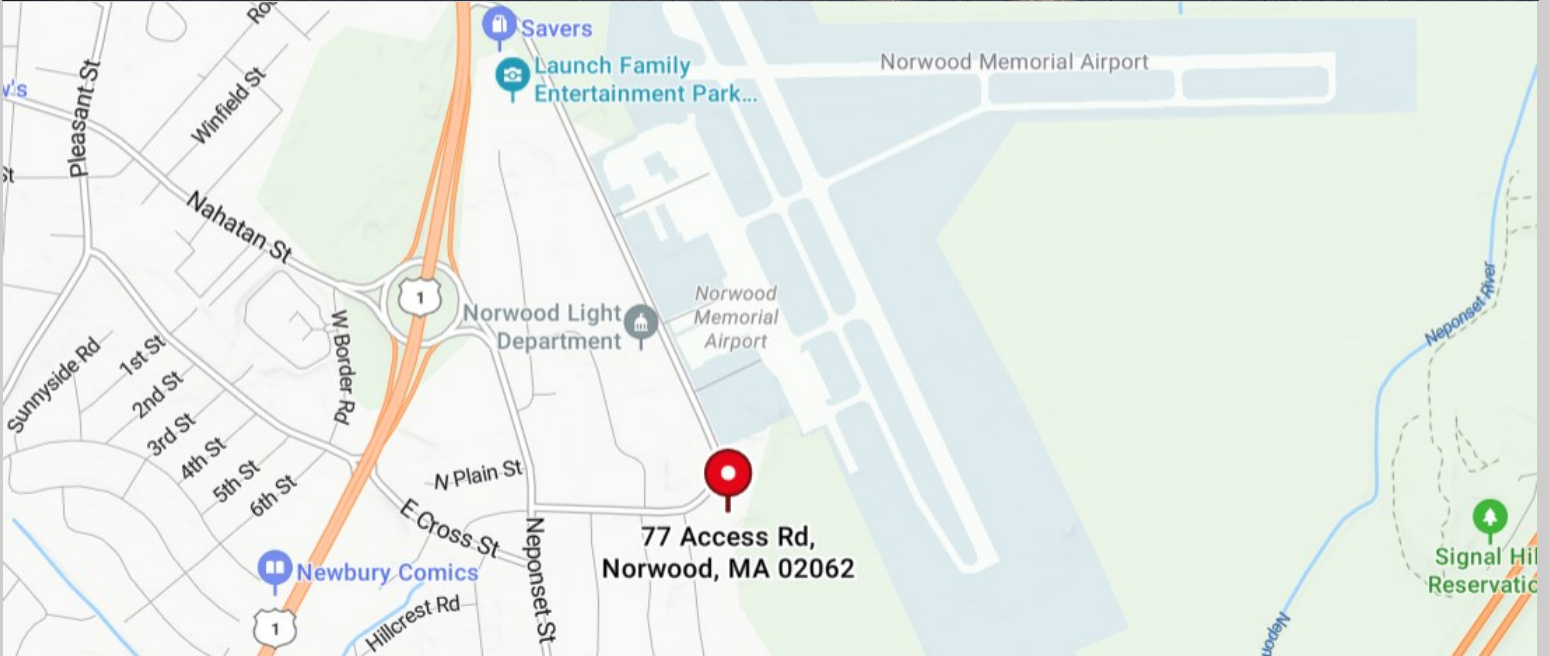 Savers
Launch Family
Entertainment Park...
Norwood Memorial Airport
Pleasant St
Winfield St
Nahatan St
1
Norwood Light
Department
Norwood
Memorial
Airport
W Border Rd
Sunnyside Rd
1st St
2nd St
3rd St
4th St
5th St
6th St
N Plain St
E Cross St
Neponset St
77 Access Rd,
Norwood, MA 02062
Newbury Comics
1
Hillcrest Rd
Neponset River
Signal Hil
Reservatio
Nepon
St
's